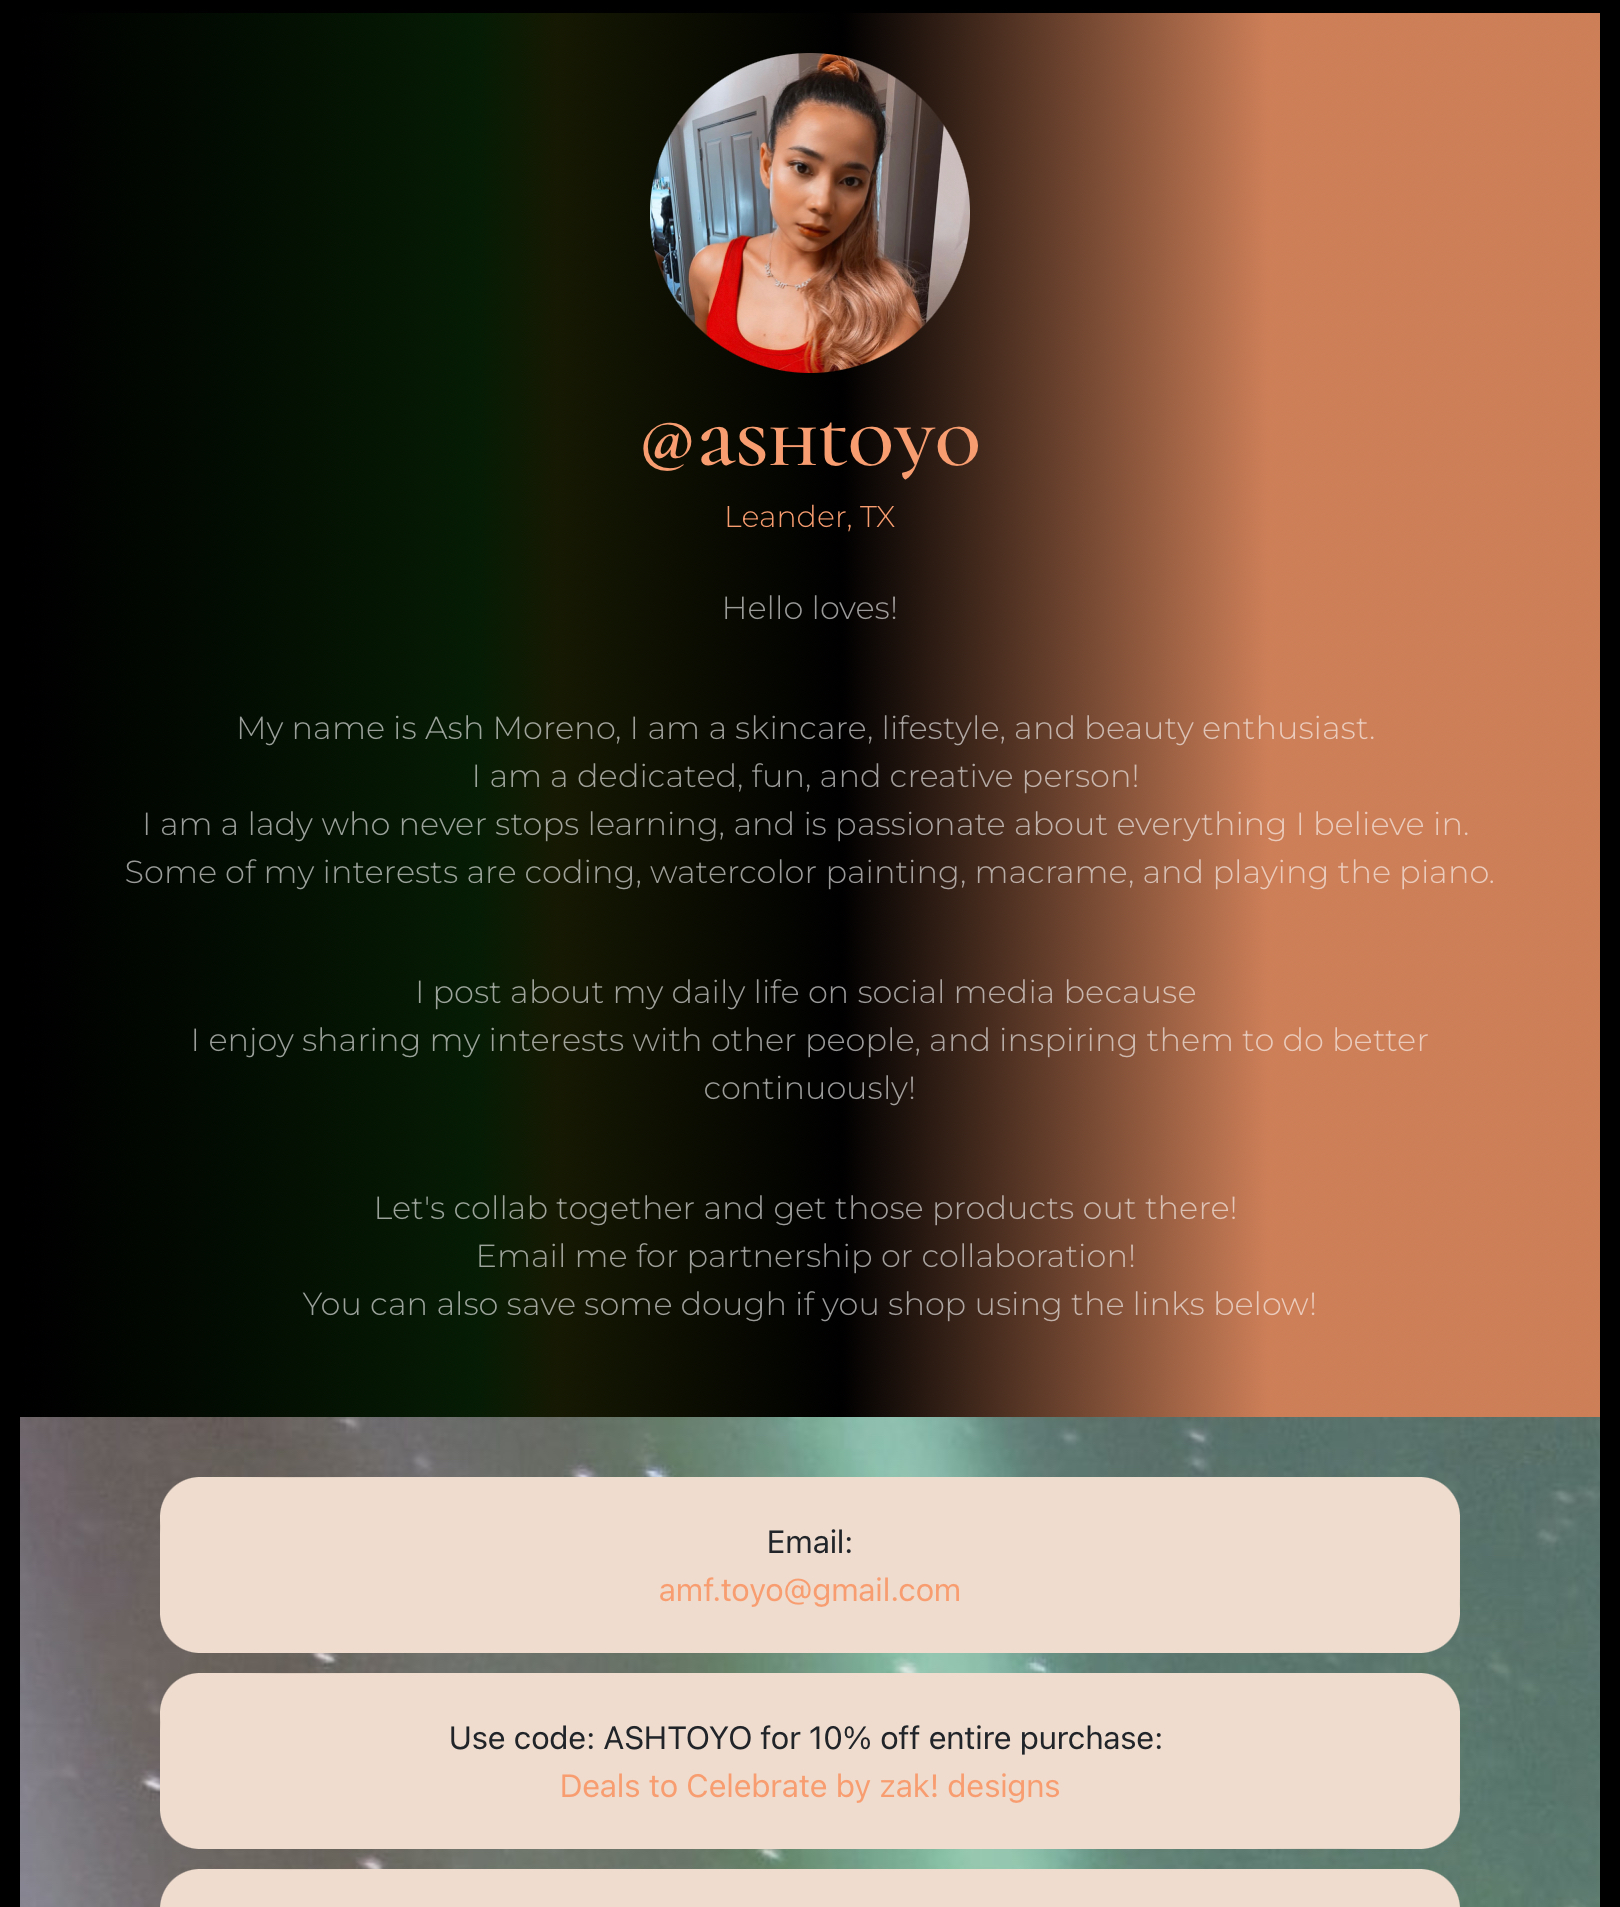 @ashtoyo
Leander, TX
Hello loves!
My name is Ash Moreno, I am a skincare, lifestyle, and beauty enthusiast.
I am a dedicated, fun, and creative person!
I am a lady who never stops learning, and is passionate about everything I believe in.
Some of my interests are coding, watercolor painting, macrame, and playing the piano.
I post about my daily life on social media because
I enjoy sharing my interests with other people, and inspiring them to do better
continuously!
Let's collab together and get those products out there!
Email me for partnership or collaboration!
You can also save some dough if you shop using the links below!
Email:
amf.toyo@gmail.com
Use code: ASHTOYO for 10% off entire purchase:
Deals to Celebrate by zak! designs